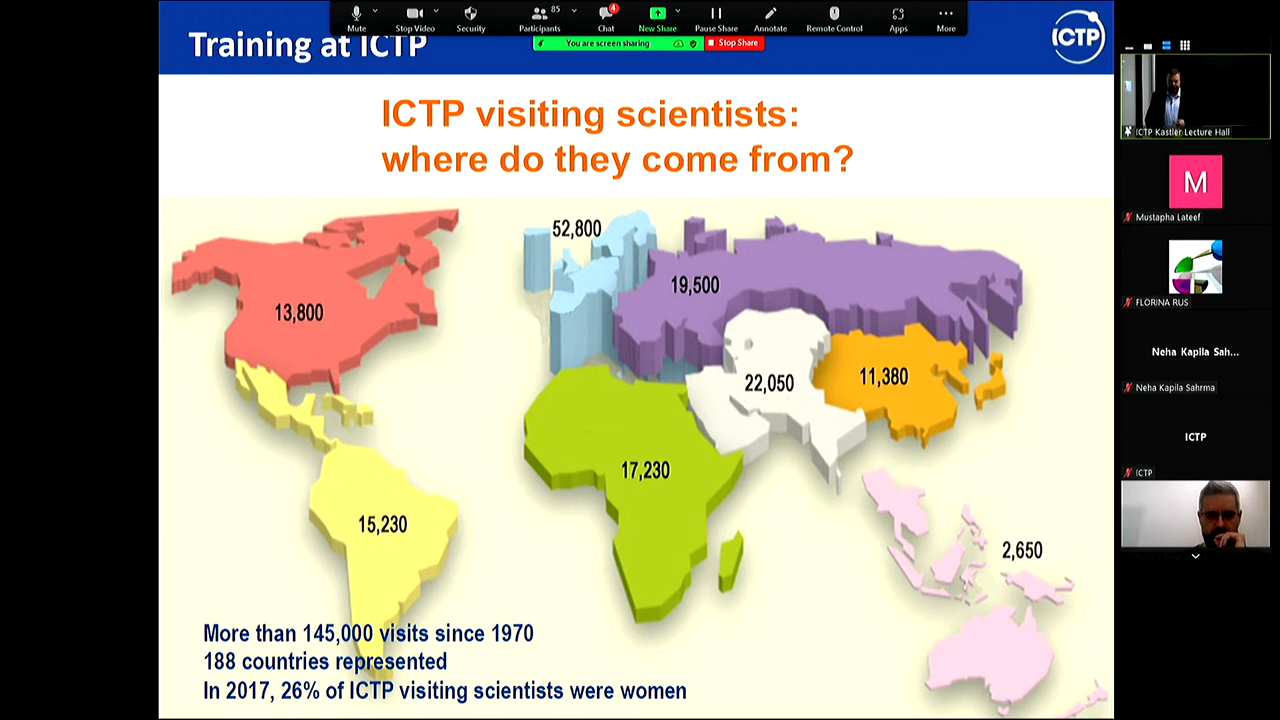 85
4
Mute
Stop Video
Security
Participants
Chat
New Share
Pause Share
Annotate
Remote Control
Apps
More
You are screen sharing
Stop Share
Training at ICTP
ICTP
ICTP visiting scientists:
where do they come from?
52,800
19,500
13,800
22,050
11,380
17,230
15,230
2,650
More than 145,000 visits since 1970
188 countries represented
In 2017, 26% of ICTP visiting scientists were women
ICTP Kastler Lecture Hall
M
Mustapha Lateef
FLORINA RUS
Neha Kapila Sah...
Neha Kapila Sahrma
ICTP
ICTP